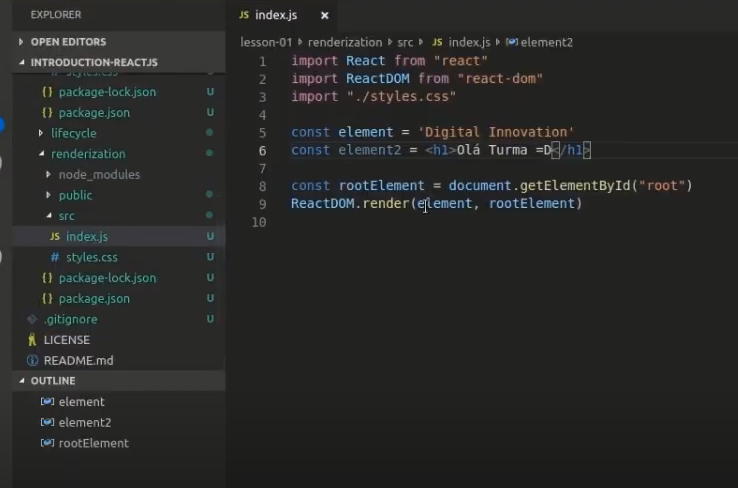 EXPLORER
OPEN EDITORS
INTRODUCTION-REACTJS
styles.css
{} package-lock.json U
{} package.json U
lifecycle
renderization
node_modules
public
src
JS index.js U
# styles.css U
{} package-lock.json U
{} package.json U
.gitignore U
LICENSE
README.md
OUTLINE
element
element2
rootElement
JS index.js ×
lesson-01 ▸ renderization ▸ src ▸ JS index.js ▸ element2
1 import React from "react"
2 import ReactDOM from "react-dom"
3 import "./styles.css"
4
5 const element = 'Digital Innovation'
6 const element2 = <h1>Olá Turma =D</h1>
7
8 const rootElement = document.getElementById("root")
9 ReactDOM.render(element, rootElement)
10